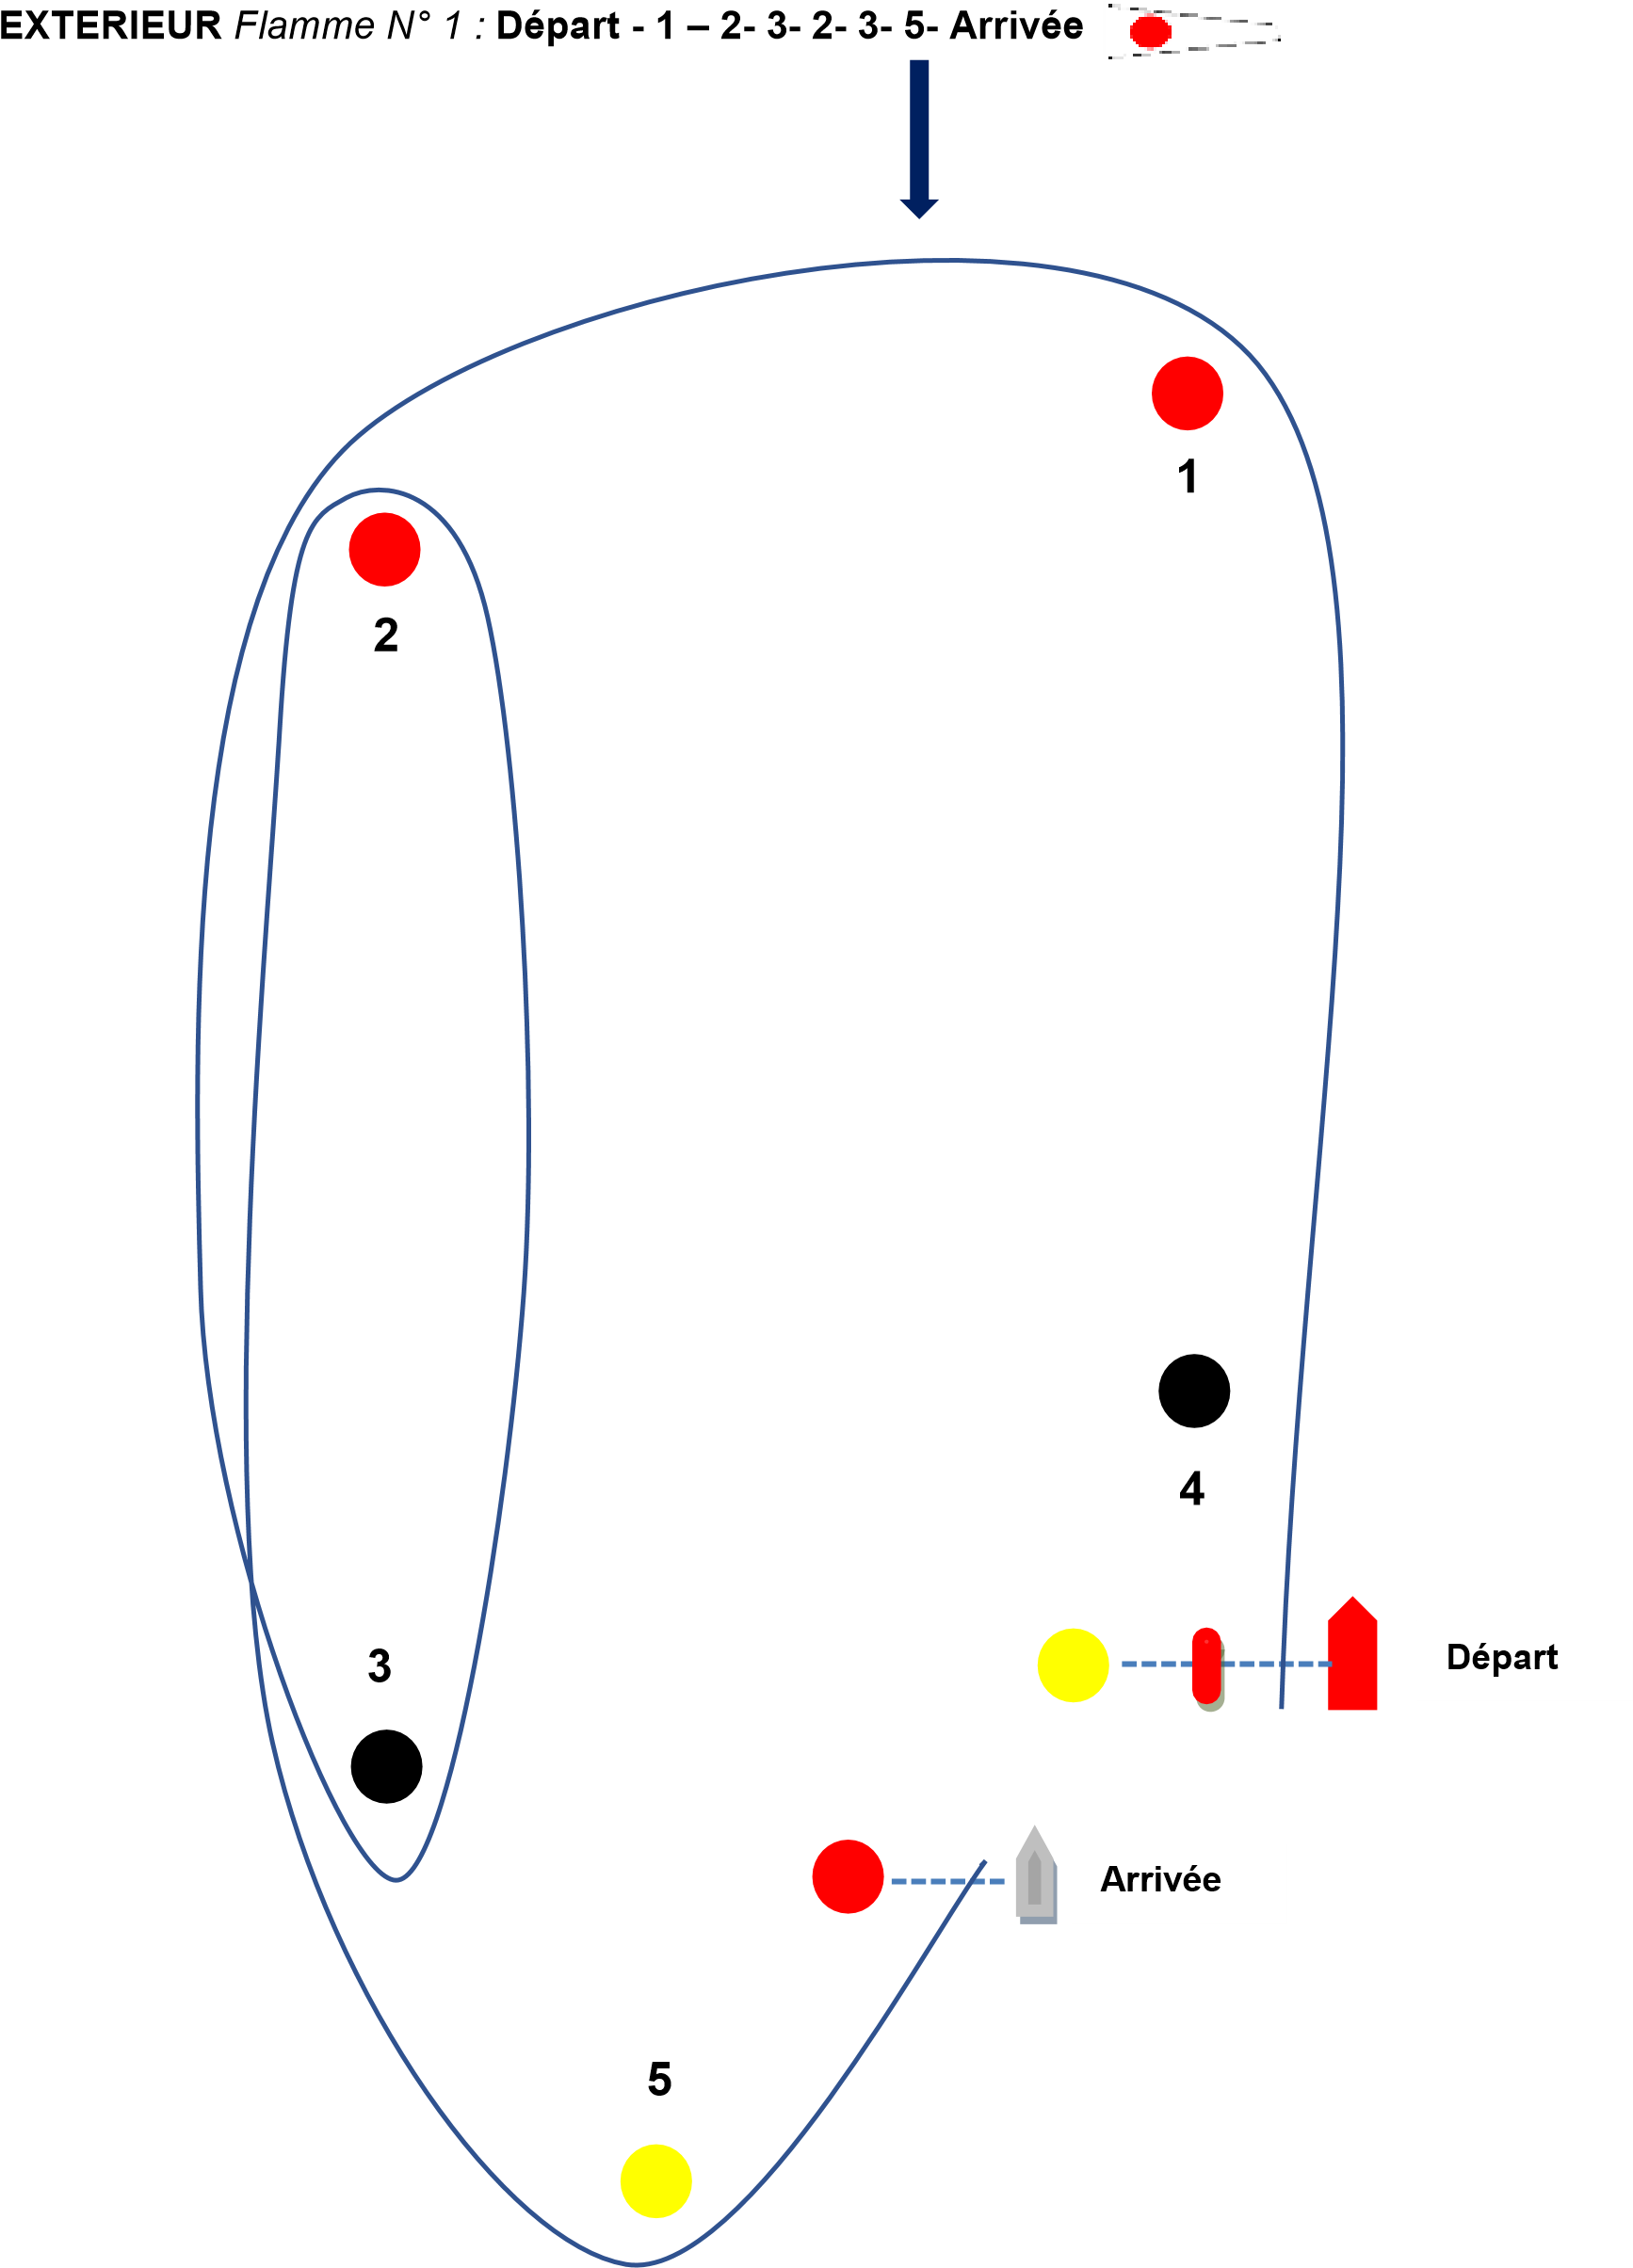 EXTERIEUR Flamme N° 1 : Départ - 1 – 2- 3- 2- 3- 5- Arrivée
1
2
4
3
Départ
Arrivée
5